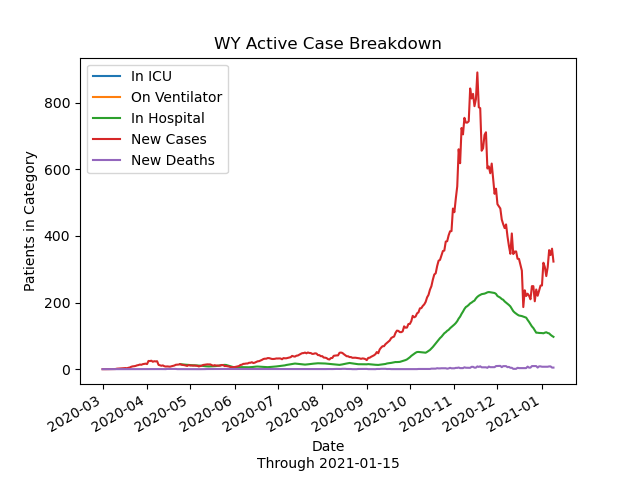 WY Active Case Breakdown
In ICU
On Ventilator
In Hospital
New Cases
New Deaths
Patients in Category
800
600
400
200
0
2020-03
2020-04
2020-05
2020-06
2020-07
2020-08
2020-09
2020-10
2020-11
2020-12
2021-01
Date
Through 2021-01-15